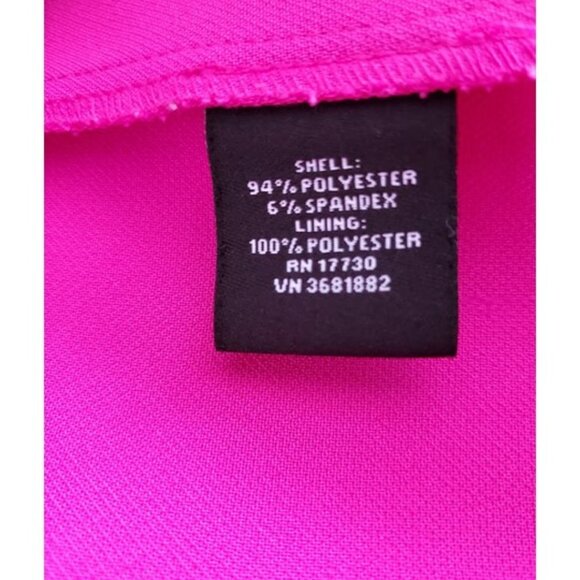 SHELL:
94% POLYESTER
6% SPANDEX
LINING:
100% POLYESTER
RN 17730
VN 3681882